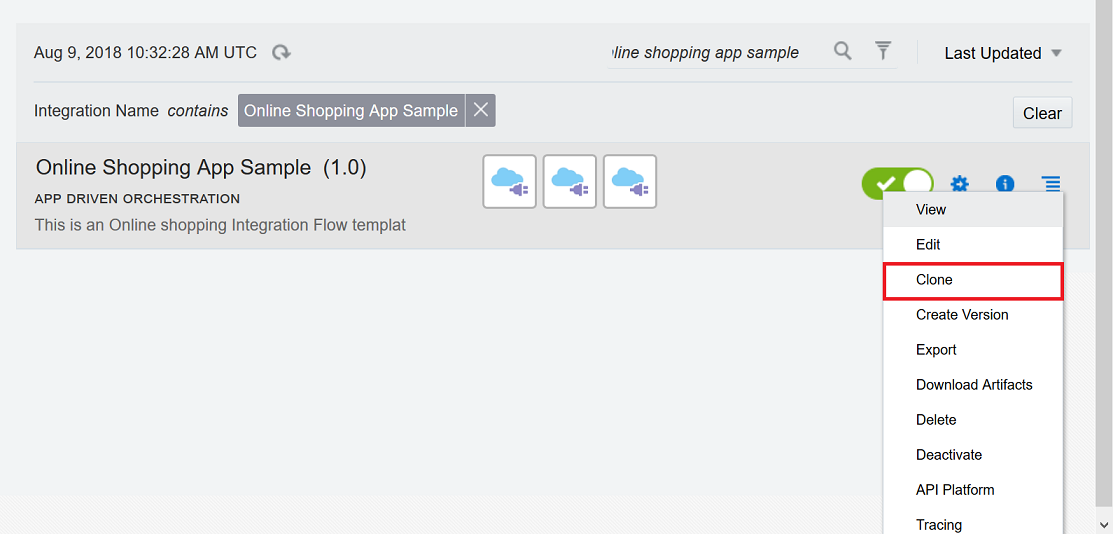 Aug 9, 2018 10:32:28 AM UTC
line shopping app sample
Last Updated
Integration Name contains Online Shopping App Sample
Clear
Online Shopping App Sample (1.0)
APP DRIVEN ORCHESTRATION
This is an Online shopping Integration Flow templat
View
Edit
Clone
Create Version
Export
Download Artifacts
Delete
Deactivate
API Platform
Tracing